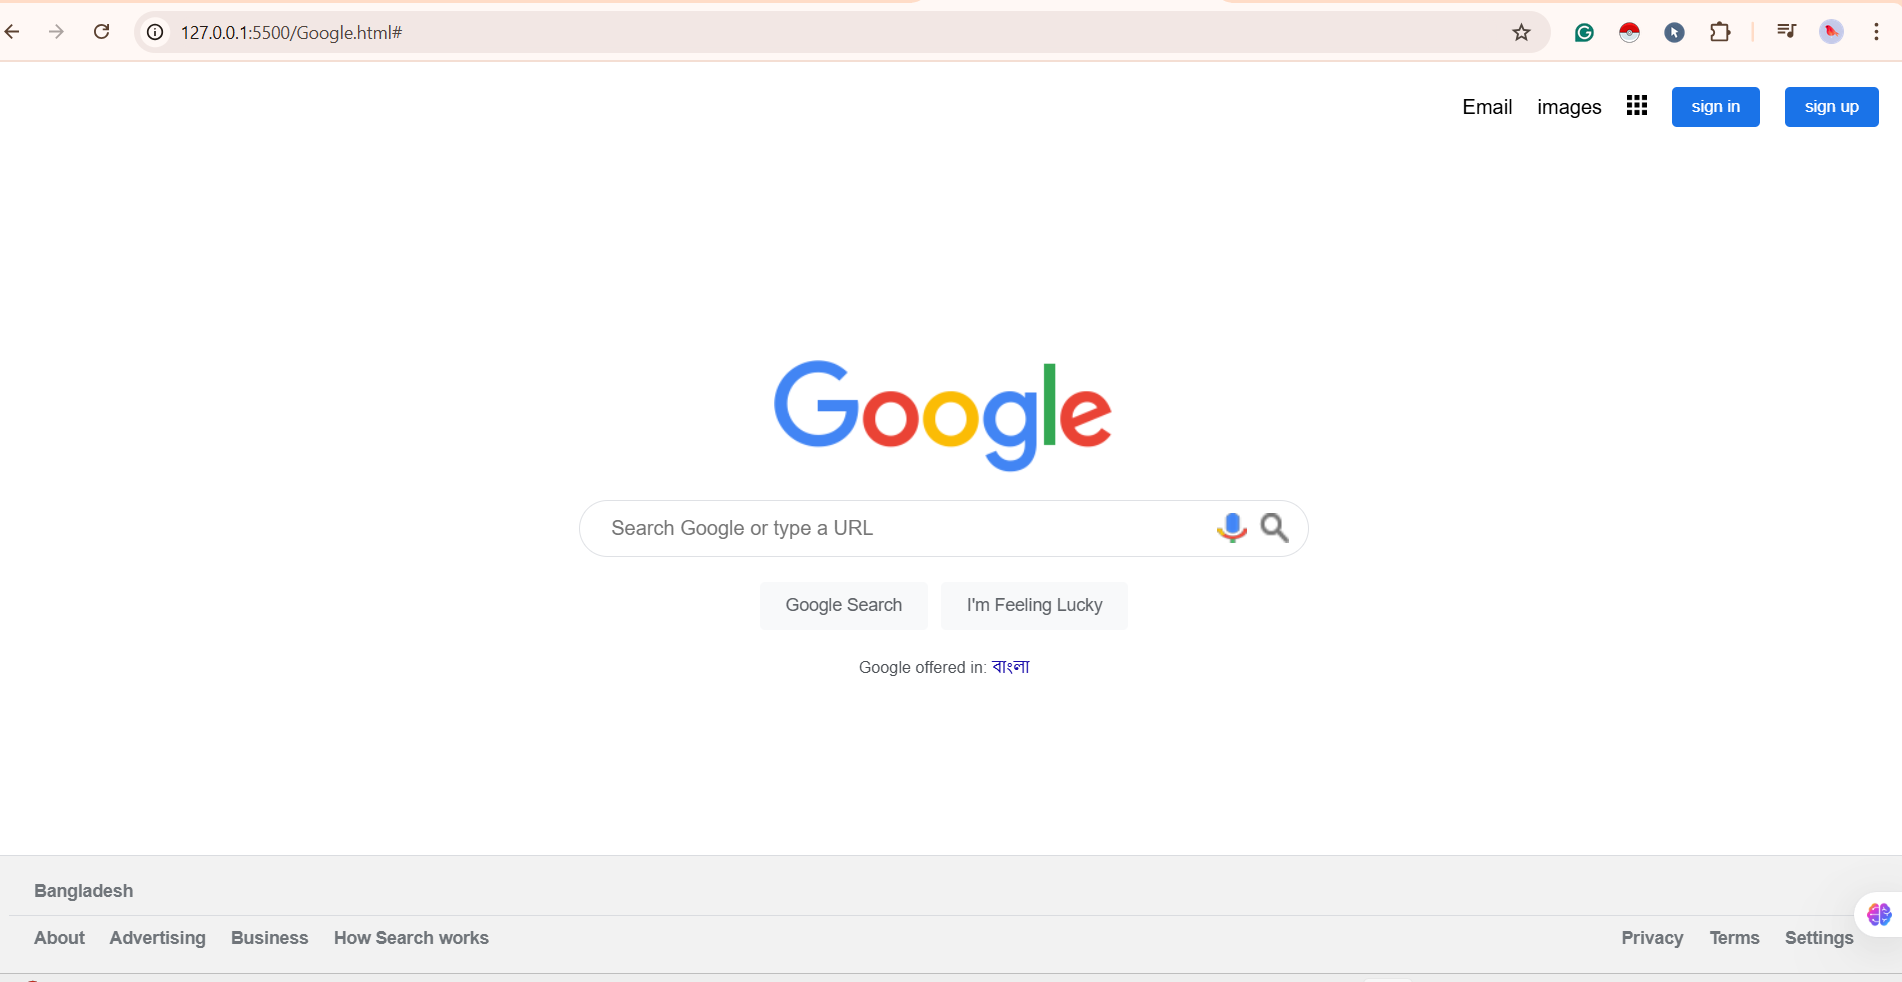 127.0.0.1:5500/Google.html#
Email images sign in sign up
Google
Search Google or type a URL
Google Search I'm Feeling Lucky
Google offered in: বাংলা
Bangladesh
About Advertising Business How Search works Privacy Terms Settings